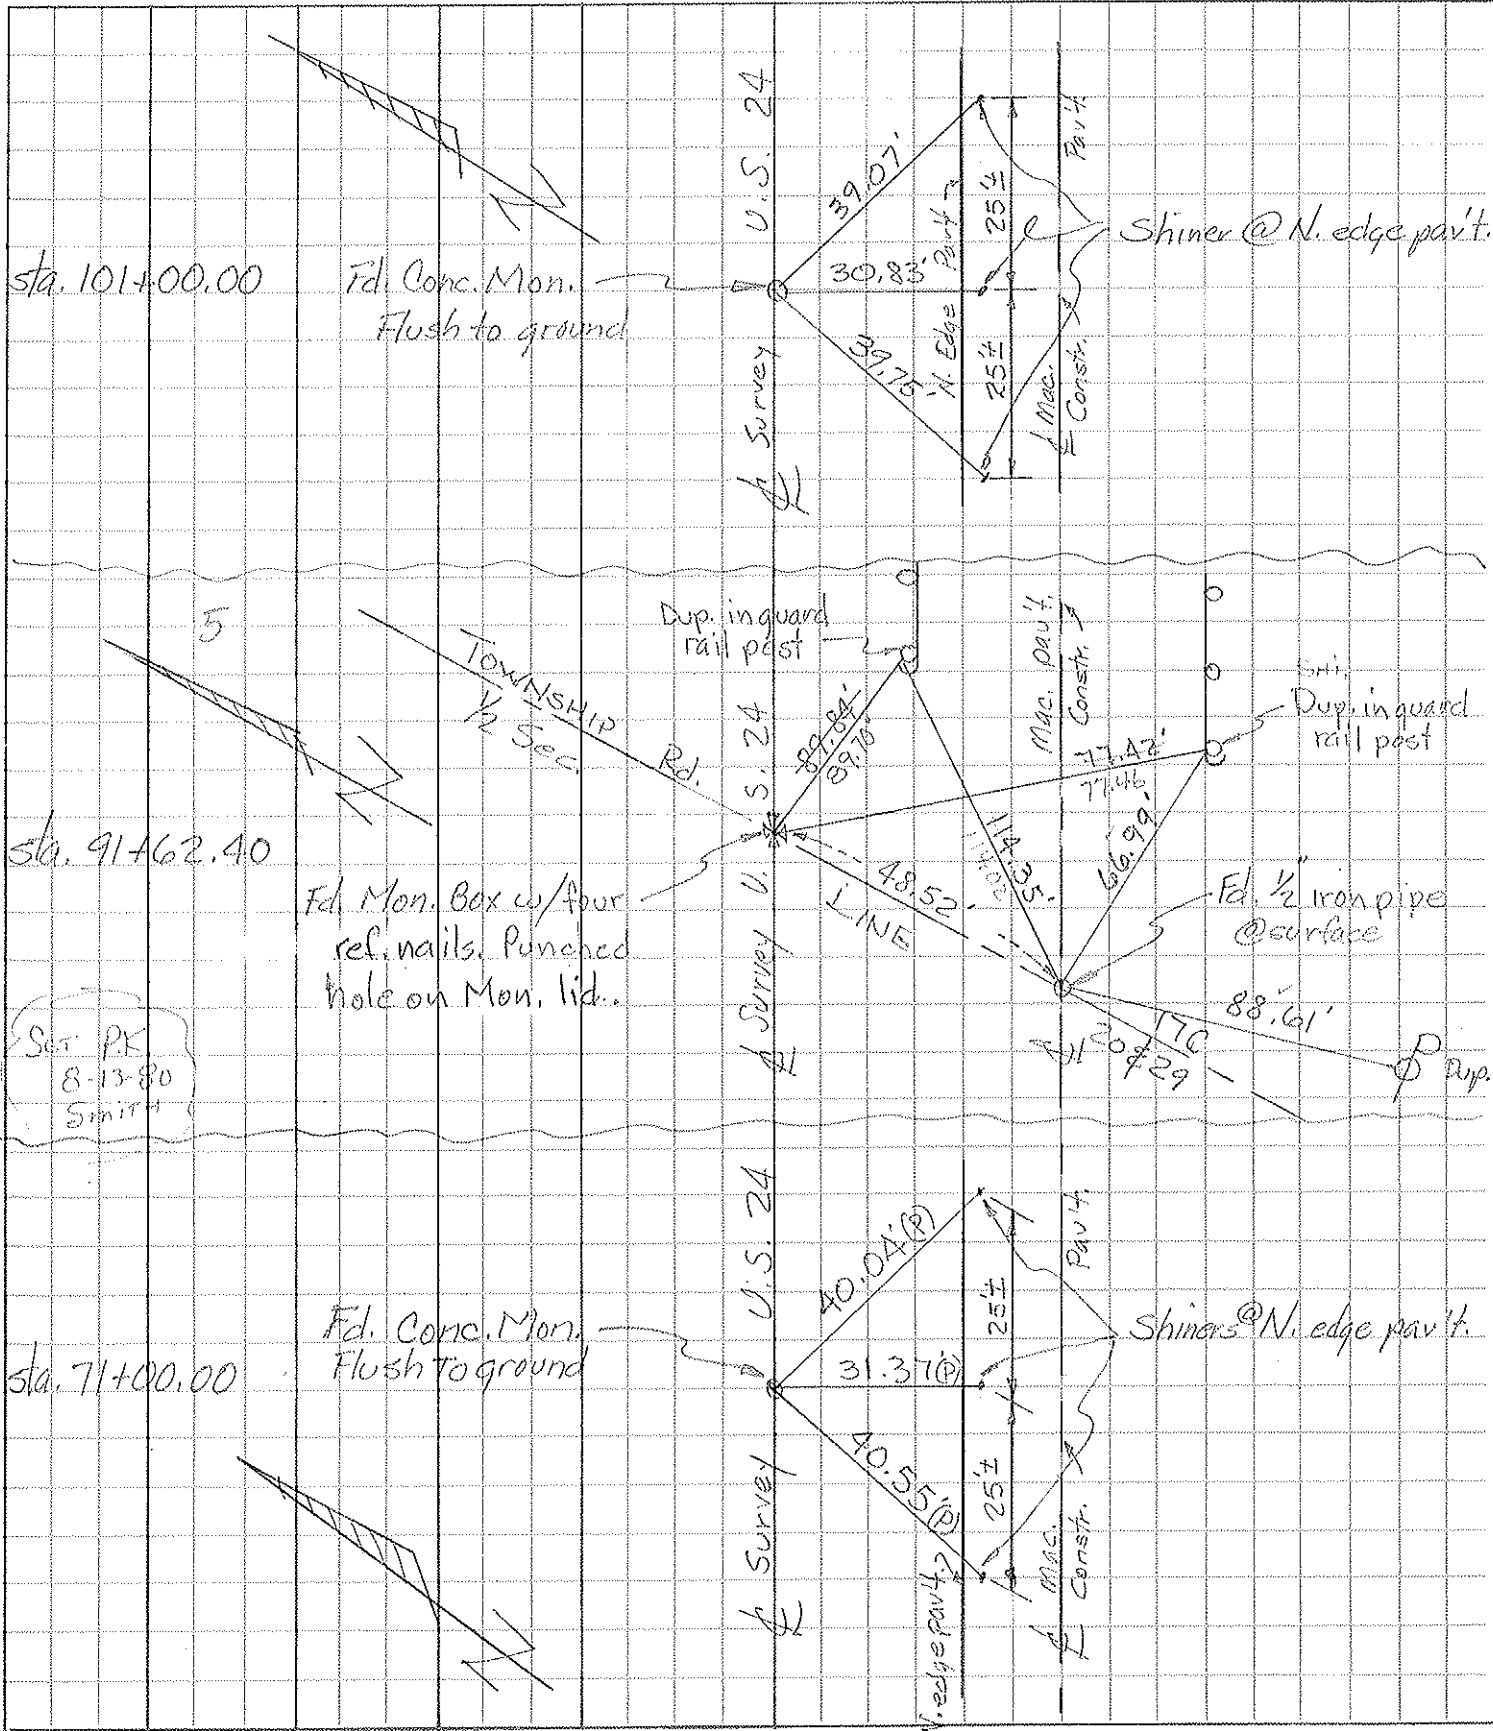 U.S. 24
39.07'
25'±
Pav't.
Shiner @ N. edge pav't.
sta. 101+00.00
Fd. Conc. Mon.
Flush to ground
30.83'
N. Edge Pav't
39.75'
25'±
℄ Survey
℄ Mac.
Constr.
5
TOWNSHIP Rd.
1/2 Sec.
LINE
Dup. in guard
rail post
Mac. pav't.
Constr.
Dup. in guard
rail post
89.84'
89.70'
77.42'
77.46
sta. 91+62.40
℄ Survey U.S. 24
Fd. Mon. Box w/four
ref. nails. Punched
hole on Mon. lid.
48.52'
114.35'
66.99'
Fd. 1/2" iron pipe
@ surface
88.61'
Dup.
Set P.K.
8-13-80
Smith
U.S. 24
40.04'(P)
25'±
Pav't.
Fd. Conc. Mon.
Flush To ground
sta. 71+00.00
31.37'(P)
Shiners @ N. edge pav't.
40.55'(P)
25'±
℄ Survey
N. edge pav't.
℄ Mac.
Constr.